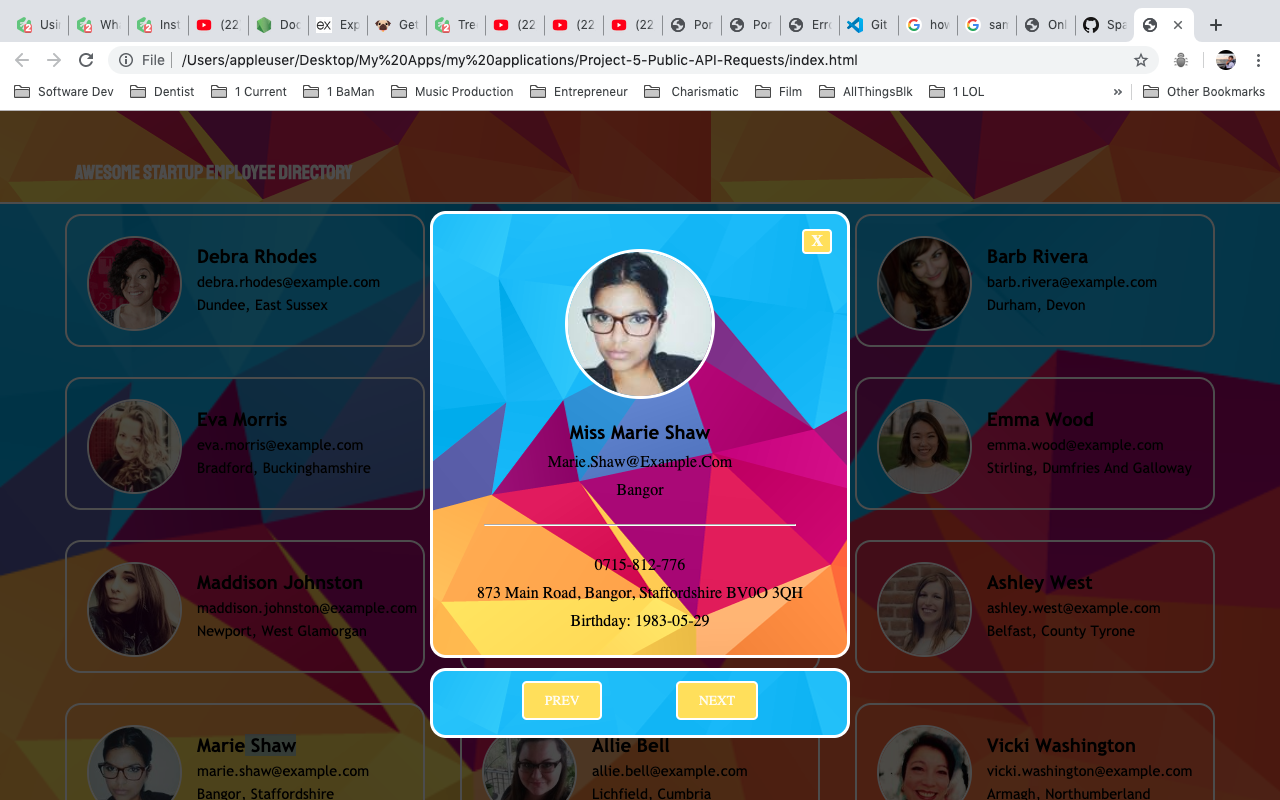 Usi
Wha
Inst
(22
Doc
ex Exp
Get
Tre
(22
(22
(22
Por
Por
Erro
Git
how
sam
Onl
Spa
File
/Users/appleuser/Desktop/My%20Apps/my%20applications/Project-5-Public-API-Requests/index.html
Software Dev
Dentist
1 Current
1 BaMan
Music Production
Entrepreneur
Charismatic
Film
AllThingsBlk
1 LOL
»
Other Bookmarks
AWESOME STARTUP EMPLOYEE DIRECTORY
Debra Rhodes
debra.rhodes@example.com
Dundee, East Sussex
Barb Rivera
barb.rivera@example.com
Durham, Devon
Eva Morris
eva.morris@example.com
Bradford, Buckinghamshire
Emma Wood
emma.wood@example.com
Stirling, Dumfries And Galloway
Maddison Johnston
maddison.johnston@example.com
Newport, West Glamorgan
Ashley West
ashley.west@example.com
Belfast, County Tyrone
Marie Shaw
marie.shaw@example.com
Bangor, Staffordshire
Allie Bell
allie.bell@example.com
Lichfield, Cumbria
Vicki Washington
vicki.washington@example.com
Armagh, Northumberland
X
Miss Marie Shaw
Marie.Shaw@Example.Com
Bangor
0715-812-776
873 Main Road, Bangor, Staffordshire BV0O 3QH
Birthday: 1983-05-29
PREV
NEXT